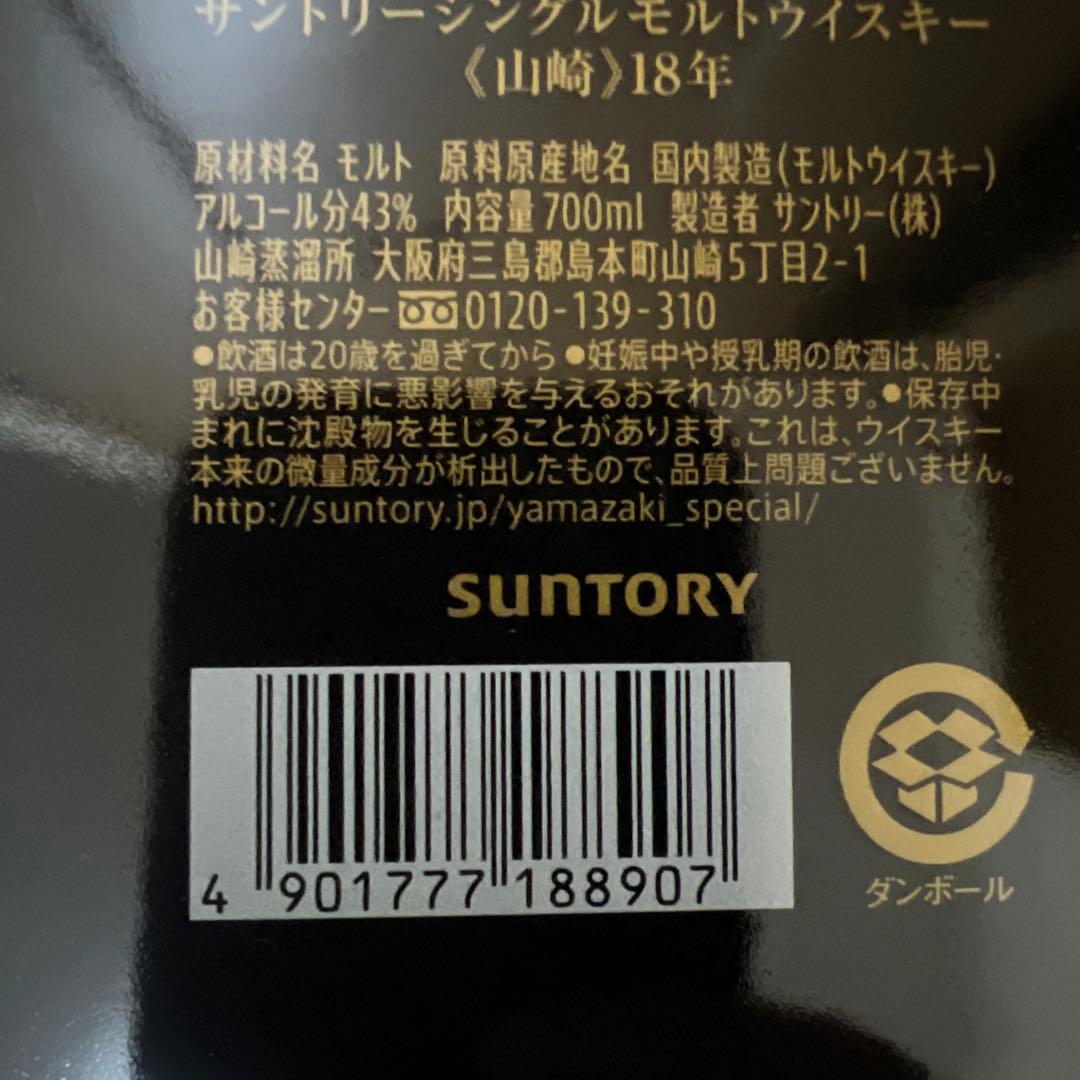 サントリーシングルモルトウイスキー
《山崎》18年
原材料名 モルト 原料原産地名 国内製造(モルトウイスキー)
アルコール分43% 内容量700ml 製造者 サントリー(株)
山崎蒸溜所 大阪府三島郡島本町山崎5丁目2-1
お客様センター 0120-139-310
●飲酒は20歳を過ぎてから ●妊娠中や授乳期の飲酒は、胎児・
乳児の発育に悪影響を与えるおそれがあります。●保存中
まれに沈殿物を生じることがあります。これは、ウイスキー
本来の微量成分が析出したもので、品質上問題ございません。
http://suntory.jp/yamazaki_special/
SUNTORY
4 901777 188907
ダンボール